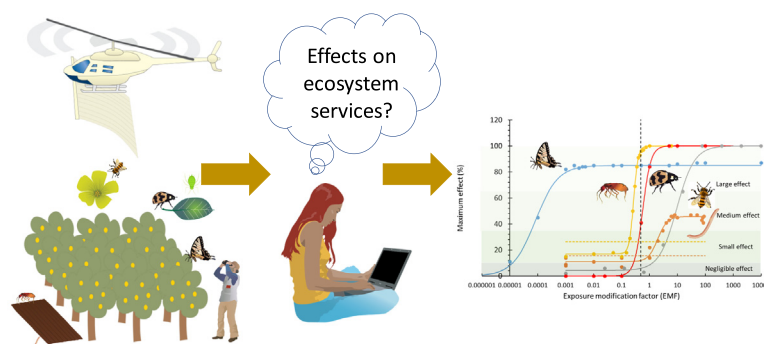 Effects on
ecosystem
services?
Maximum effect (%)
120
100
80
60
40
20
0
Large effect
Medium effect
Small effect
Negligible effect
0.000001 0.00001 0.0001 0.001 0.01 0.1 1 10 100 1000 10000
Exposure modification factor (EMF)